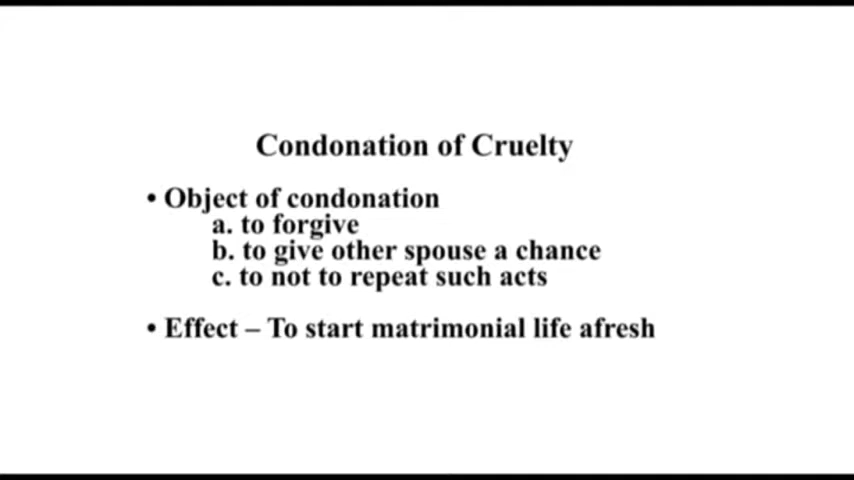 Condonation of Cruelty
• Object of condonation
a. to forgive
b. to give other spouse a chance
c. to not to repeat such acts
• Effect – To start matrimonial life afresh